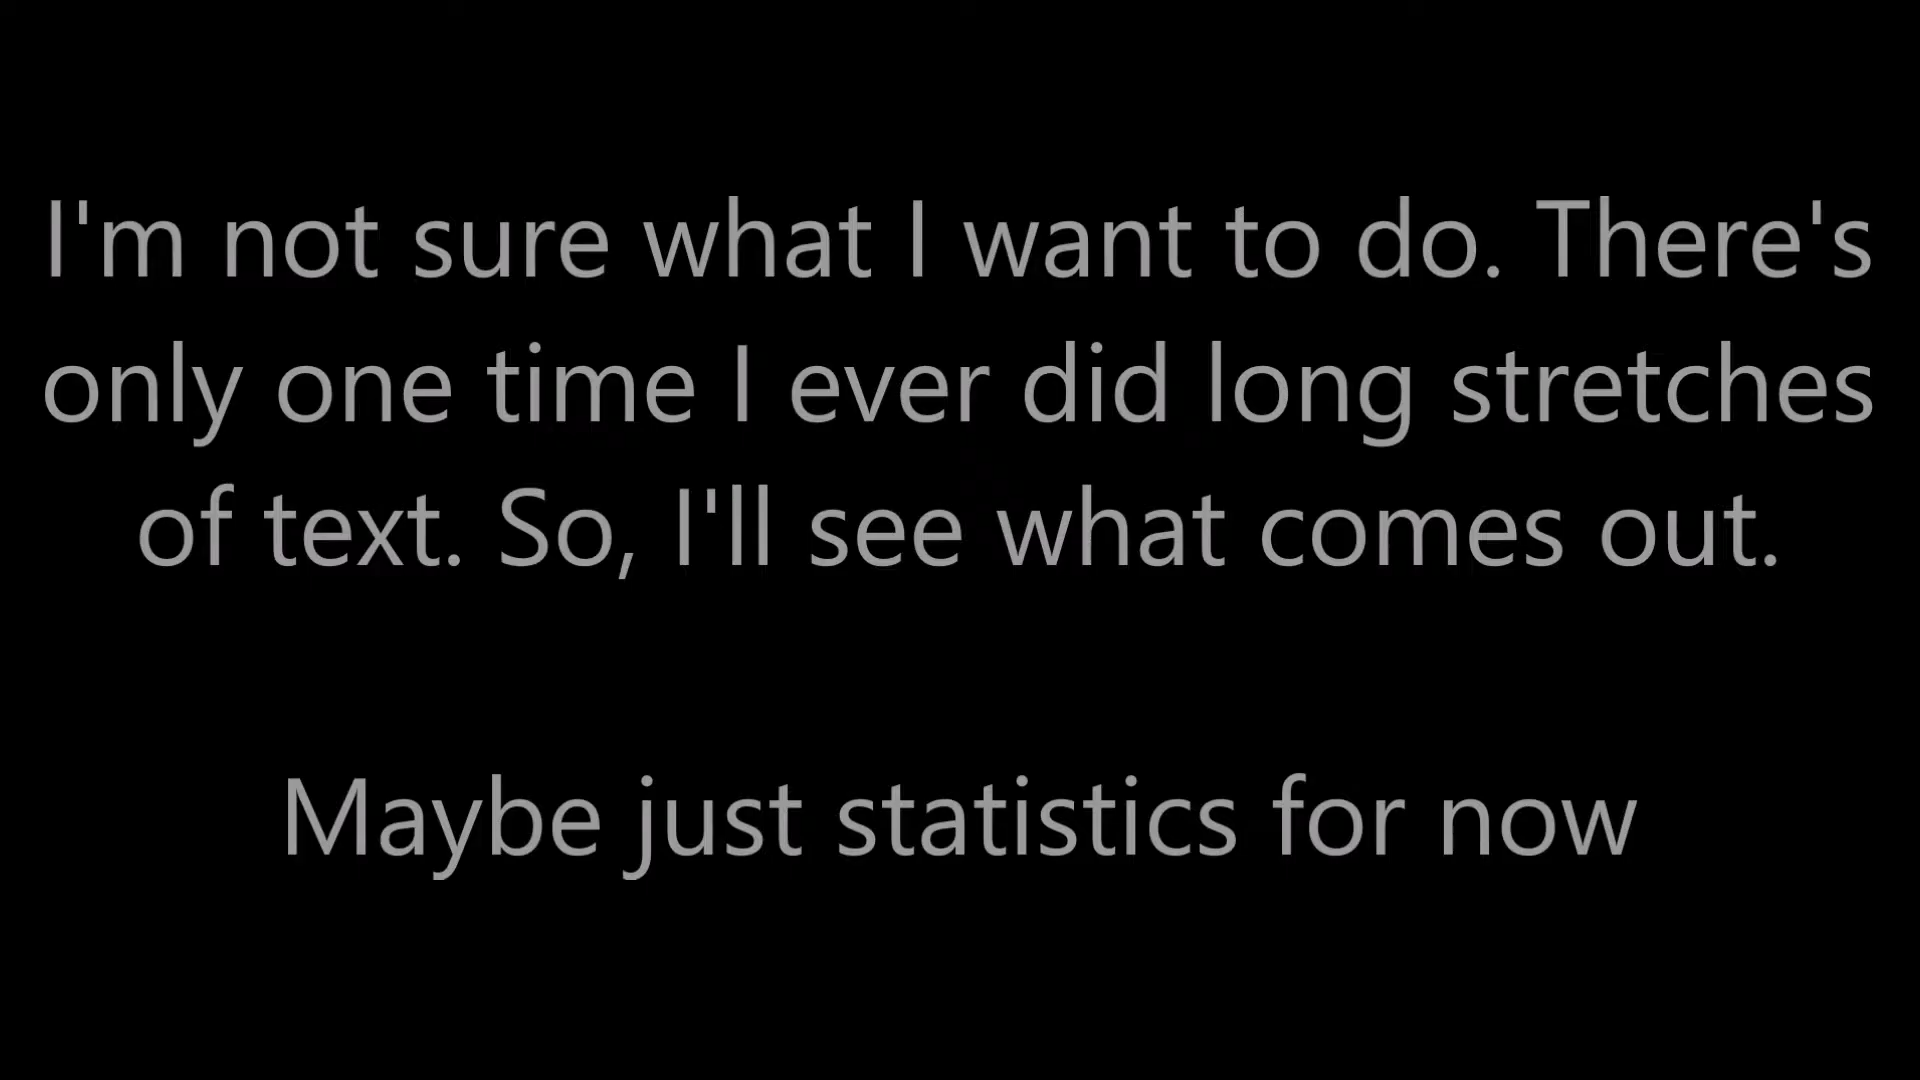 I'm not sure what I want to do. There's
only one time I ever did long stretches
of text. So, I'll see what comes out.
Maybe just statistics for now